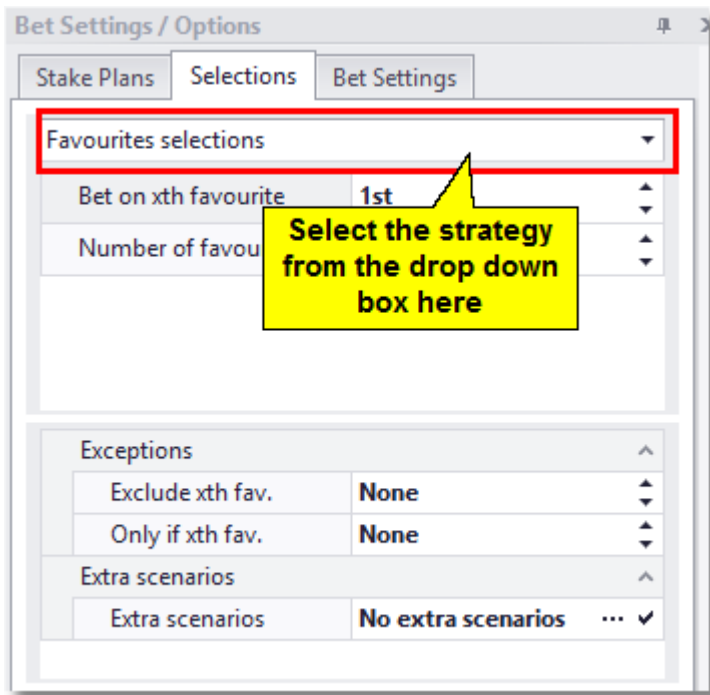 Bet Settings / Options
Stake Plans Selections Bet Settings
Favourites selections
Bet on xth favourite 1st
Number of favou
Select the strategy
from the drop down
box here
Exceptions
Exclude xth fav. None
Only if xth fav. None
Extra scenarios
Extra scenarios No extra scenarios ...